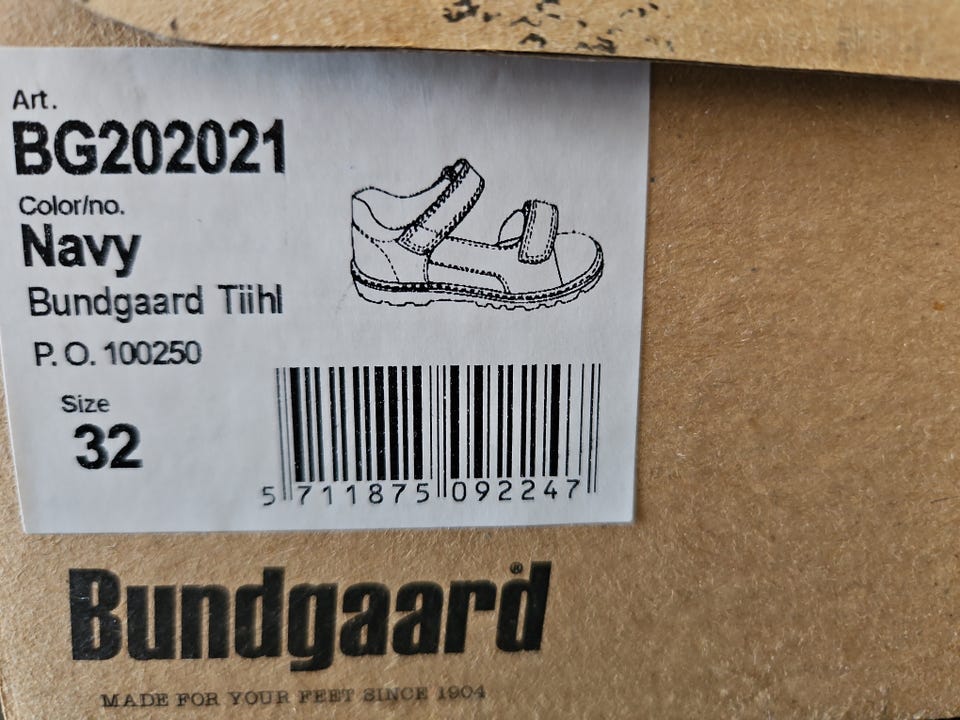 Art.
BG202021
Color/no.
Navy
Bundgaard Tiihl
P.O. 100250
Size
32
5 711875 092247
Bundgaard®
MADE FOR YOUR FEET SINCE 1904